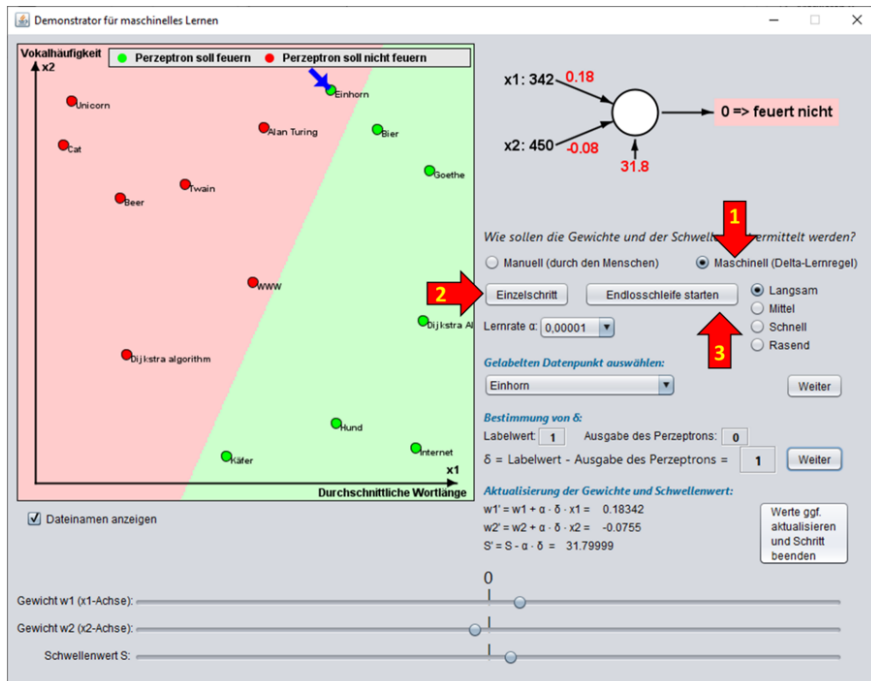 Demonstrator für maschinelles Lernen
Vokalhäufigkeit
x2
Perzeptron soll feuern
Perzeptron soll nicht feuern
Einhorn
Unicorn
Alan Turing
Bier
Cat
Goethe
Twain
Beer
WWW
Dijkstra Al
Dijkstra algorithm
Hund
Internet
Käfer
x1
Durchschnittliche Wortlänge
Dateinamen anzeigen
x1: 342
0.18
x2: 450
-0.08
31.8
0 => feuert nicht
1
Wie sollen die Gewichte und der Schwelle ermittelt werden?
Manuell (durch den Menschen)
Maschinell (Delta-Lernregel)
2
Einzelschritt
Endlosschleife starten
Langsam
Mittel
Schnell
Rasend
Lernrate α:
0,00001
3
Gelabelten Datenpunkt auswählen:
Einhorn
Weiter
Bestimmung von δ:
Labelwert:
1
Ausgabe des Perzeptrons:
0
δ = Labelwert - Ausgabe des Perzeptrons =
1
Weiter
Aktualisierung der Gewichte und Schwellenwert:
w1' = w1 + α · δ · x1 = 0.18342
w2' = w2 + α · δ · x2 = -0.0755
S' = S - α · δ = 31.79999
Werte ggf.
aktualisieren
und Schritt
beenden
0
Gewicht w1 (x1-Achse):
Gewicht w2 (x2-Achse):
Schwellenwert S: